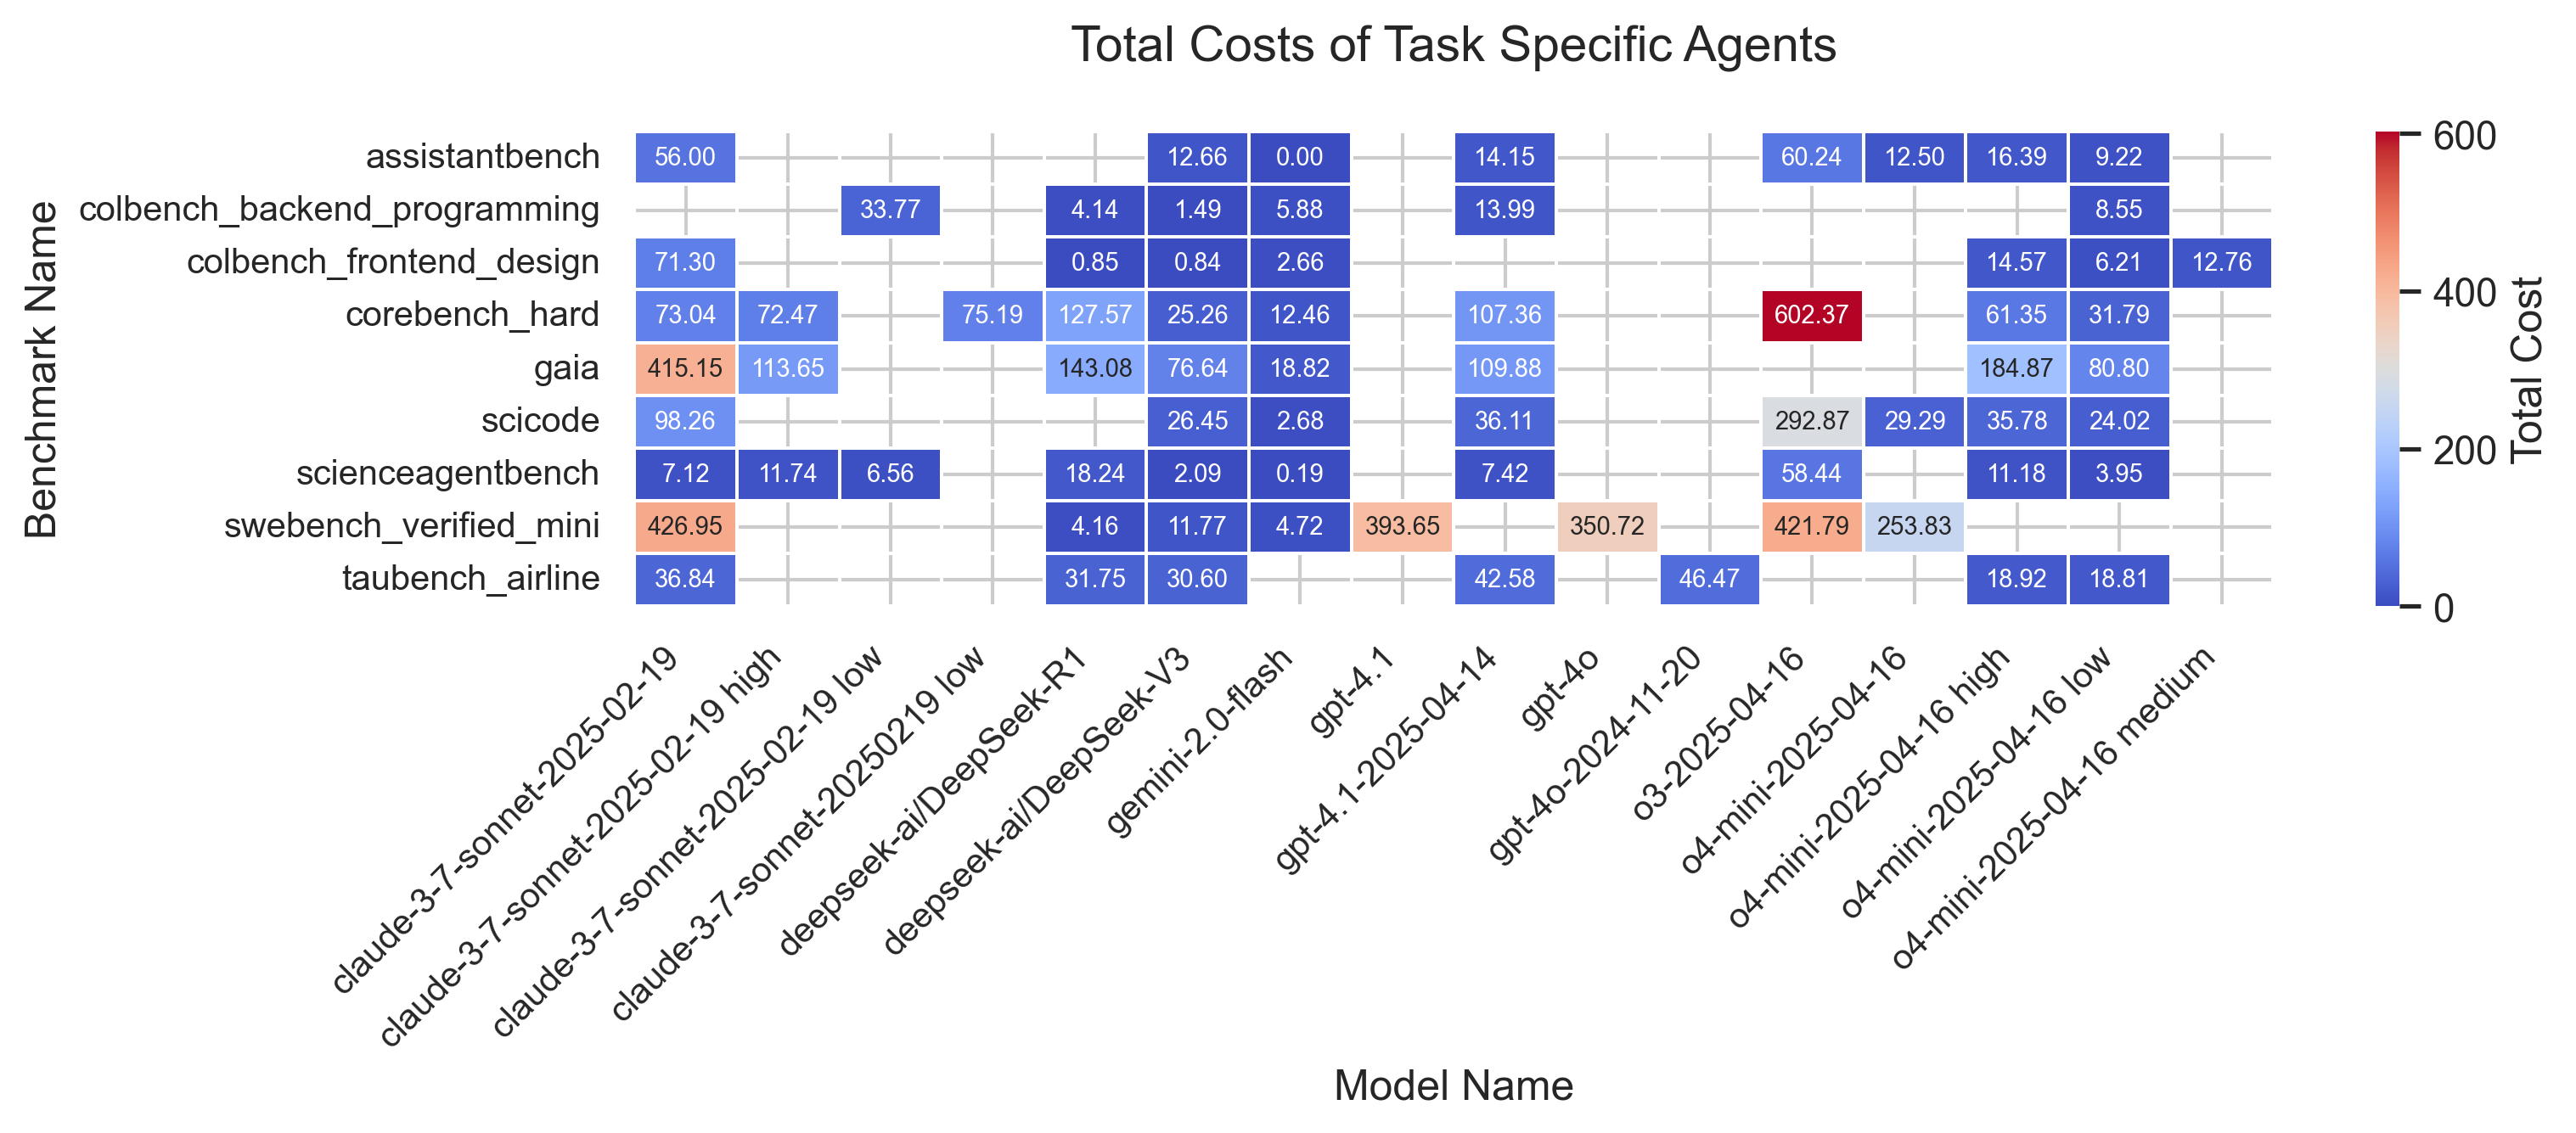 Total Costs of Task Specific Agents
Benchmark Name
assistantbench 56.00 12.66 0.00 14.15 60.24 12.50 16.39 9.22
colbench_backend_programming 33.77 4.14 1.49 5.88 13.99 8.55
colbench_frontend_design 71.30 0.85 0.84 2.66 14.57 6.21 12.76
corebench_hard 73.04 72.47 75.19 127.57 25.26 12.46 107.36 602.37 61.35 31.79
gaia 415.15 113.65 143.08 76.64 18.82 109.88 184.87 80.80
scicode 98.26 26.45 2.68 36.11 292.87 29.29 35.78 24.02
scienceagentbench 7.12 11.74 6.56 18.24 2.09 0.19 7.42 58.44 11.18 3.95
swebench_verified_mini 426.95 4.16 11.77 4.72 393.65 350.72 421.79 253.83
taubench_airline 36.84 31.75 30.60 42.58 46.47 18.92 18.81
claude-3-7-sonnet-2025-02-19
claude-3-7-sonnet-2025-02-19 high
claude-3-7-sonnet-2025-02-19 low
claude-3-7-sonnet-20250219 low
deepseek-ai/DeepSeek-R1
deepseek-ai/DeepSeek-V3
gemini-2.0-flash
gpt-4.1
gpt-4.1-2025-04-14
gpt-4o
gpt-4o-2024-11-20
o3-2025-04-16
o4-mini-2025-04-16
o4-mini-2025-04-16 high
o4-mini-2025-04-16 low
o4-mini-2025-04-16 medium
Model Name
600
400
200
0
Total Cost